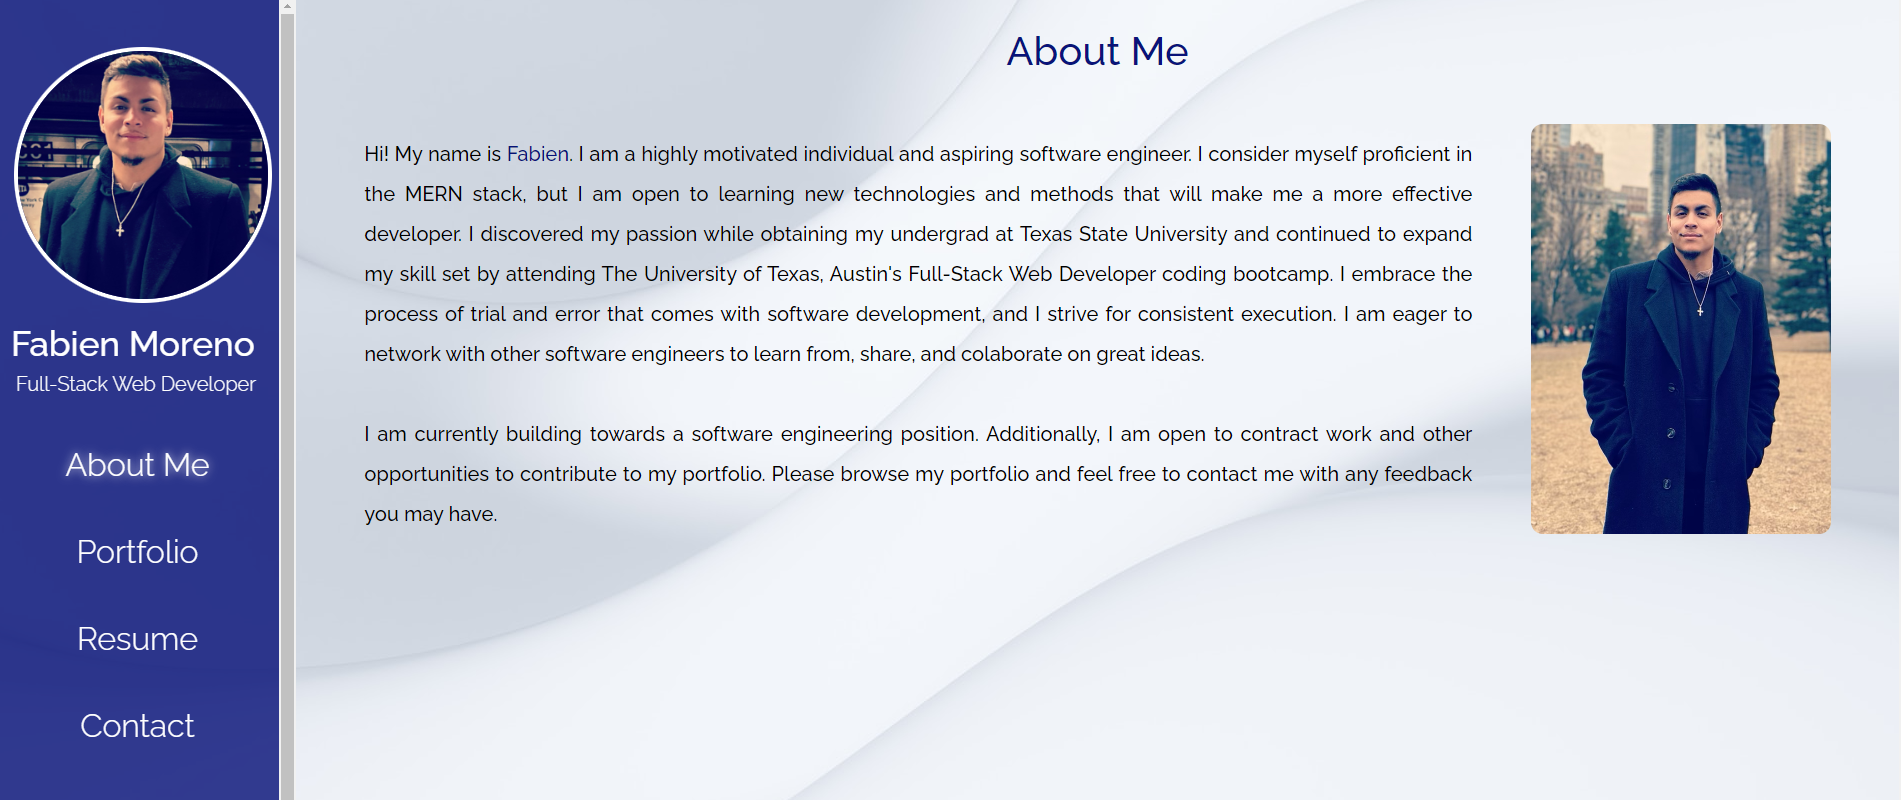 Fabien Moreno
Full-Stack Web Developer
About Me
Portfolio
Resume
Contact
About Me
Hi! My name is Fabien. I am a highly motivated individual and aspiring software engineer. I consider myself proficient in
the MERN stack, but I am open to learning new technologies and methods that will make me a more effective
developer. I discovered my passion while obtaining my undergrad at Texas State University and continued to expand
my skill set by attending The University of Texas, Austin's Full-Stack Web Developer coding bootcamp. I embrace the
process of trial and error that comes with software development, and I strive for consistent execution. I am eager to
network with other software engineers to learn from, share, and colaborate on great ideas.
I am currently building towards a software engineering position. Additionally, I am open to contract work and other
opportunities to contribute to my portfolio. Please browse my portfolio and feel free to contact me with any feedback
you may have.